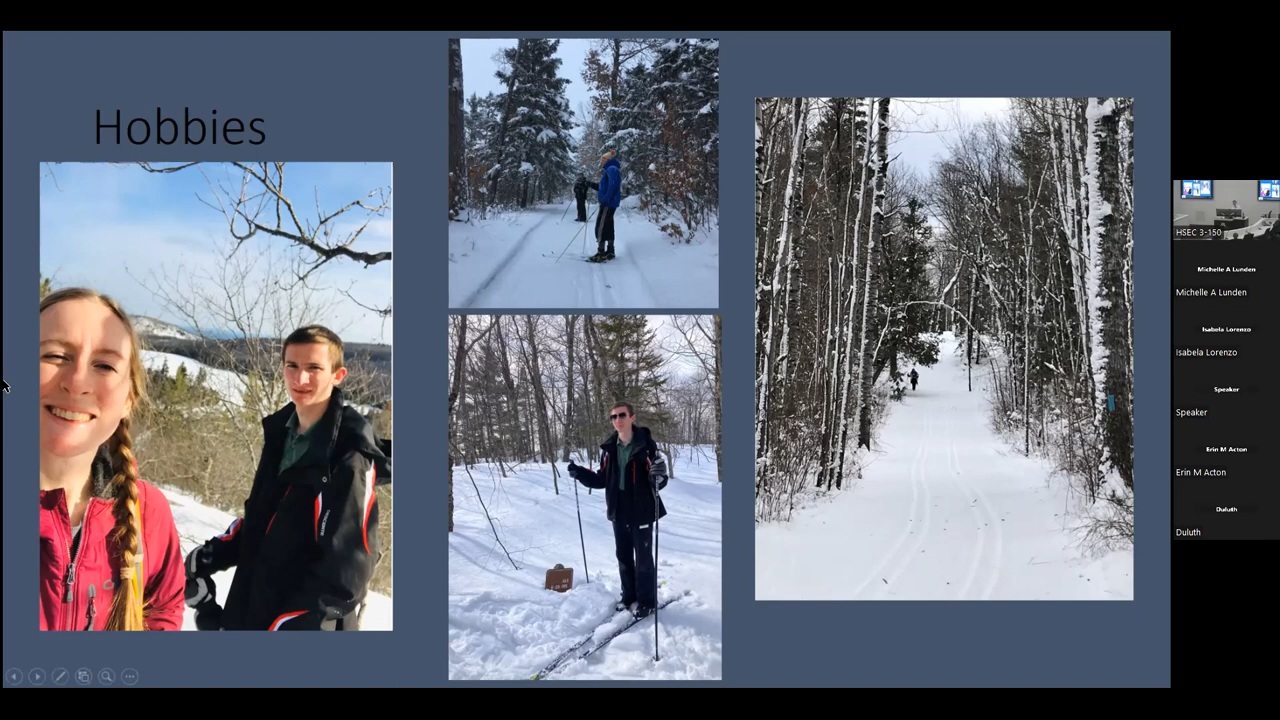 Hobbies
HSEC 3-150
Michelle A Lunden
Michelle A Lunden
Isabela Lorenzo
Isabela Lorenzo
Speaker
Speaker
Erin M Acton
Erin M Acton
Duluth
Duluth